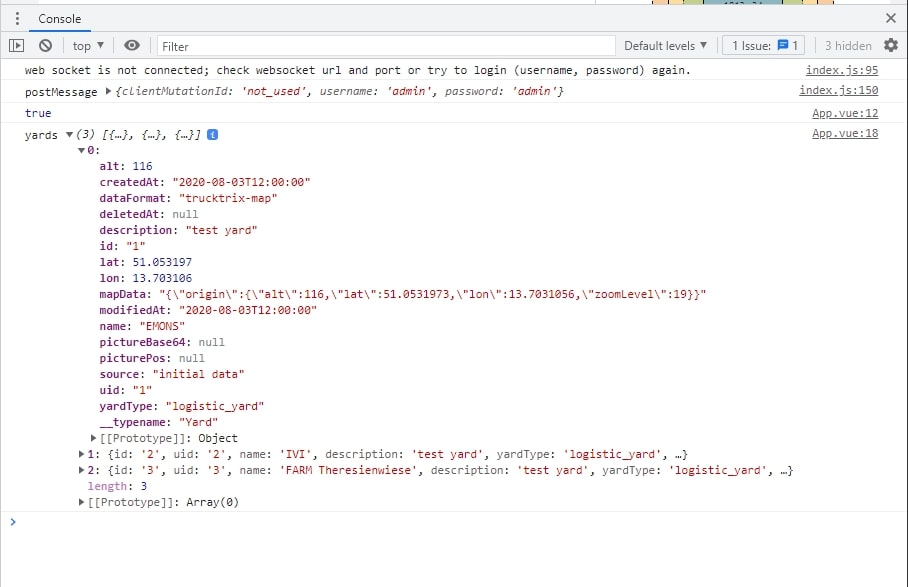 Console
top ▼ Filter Default levels ▼ 1 Issue: 1 3 hidden
web socket is not connected; check websocket url and port or try to login (username, password) again. index.js:95
postMessage ▶ {clientMutationId: 'not_used', username: 'admin', password: 'admin'} index.js:150
true App.vue:12
yards ▼ (3) [{…}, {…}, {…}] i App.vue:18
▼ 0:
alt: 116
createdAt: "2020-08-03T12:00:00"
dataFormat: "trucktrix-map"
deletedAt: null
description: "test yard"
id: "1"
lat: 51.053197
lon: 13.703106
mapData: "{\"origin\":{\"alt\":116,\"lat\":51.0531973,\"lon\":13.7031056,\"zoomLevel\":19}}"
modifiedAt: "2020-08-03T12:00:00"
name: "EMONS"
pictureBase64: null
picturePos: null
source: "initial data"
uid: "1"
yardType: "logistic_yard"
__typename: "Yard"
▶ [[Prototype]]: Object
▶ 1: {id: '2', uid: '2', name: 'IVI', description: 'test yard', yardType: 'logistic_yard', …}
▶ 2: {id: '3', uid: '3', name: 'FARM Theresienwiese', description: 'test yard', yardType: 'logistic_yard', …}
length: 3
▶ [[Prototype]]: Array(0)